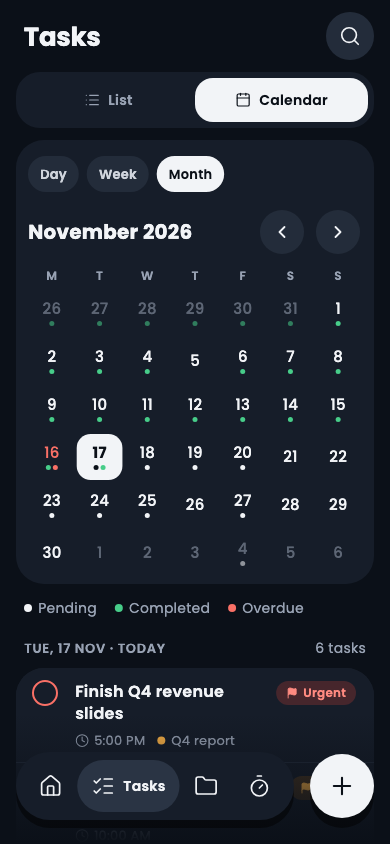 Tasks
List
Calendar
Day Week Month
November 2026
M T W T F S S
26 27 28 29 30 31 1
2 3 4 5 6 7 8
9 10 11 12 13 14 15
16 17 18 19 20 21 22
23 24 25 26 27 28 29
30 1 2 3 4 5 6
Pending Completed Overdue
TUE, 17 NOV · TODAY 6 tasks
Finish Q4 revenue
slides
Urgent
5:00 PM Q4 report
Tasks
10:00 AM